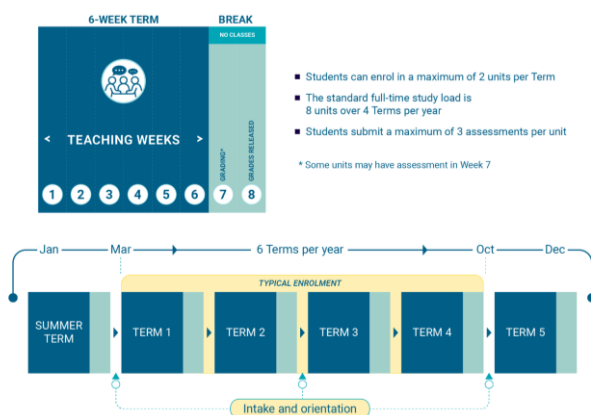 6-WEEK TERM
BREAK
NO CLASSES
< TEACHING WEEKS >
GRADING*
GRADES RELEASED
1 2 3 4 5 6 7 8
Students can enrol in a maximum of 2 units per Term
The standard full-time study load is
8 units over 4 Terms per year
Students submit a maximum of 3 assessments per unit
* Some units may have assessment in Week 7
Jan Mar 6 Terms per year Oct Dec
TYPICAL ENROLMENT
SUMMER
TERM
TERM 1
TERM 2
TERM 3
TERM 4
TERM 5
Intake and orientation